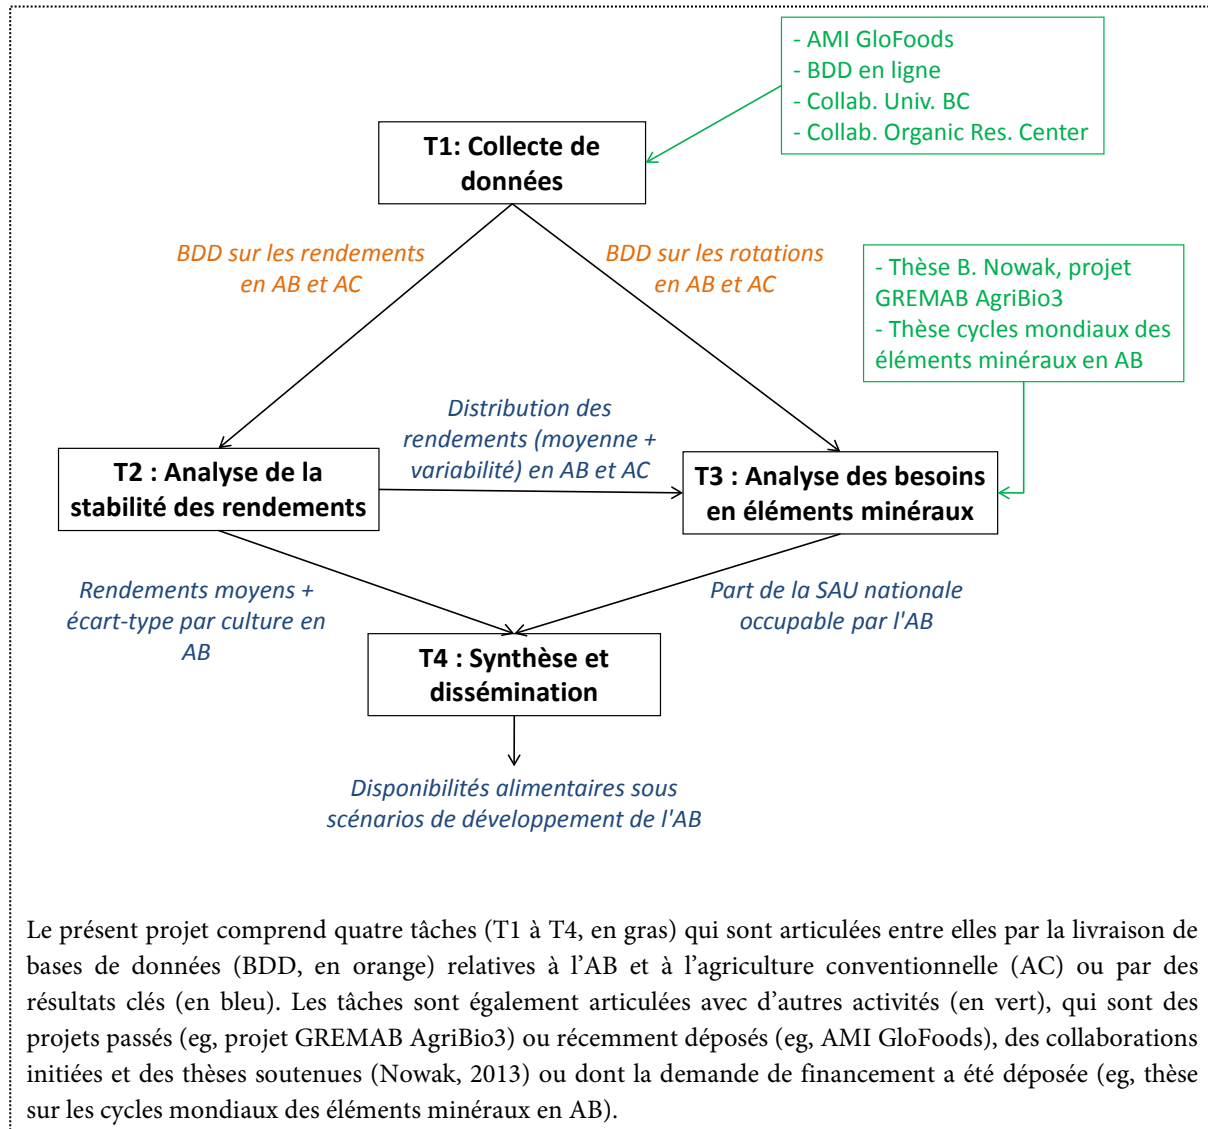 - AMI GloFoods
- BDD en ligne
- Collab. Univ. BC
- Collab. Organic Res. Center
T1: Collecte de
données
BDD sur les rendements
en AB et AC
BDD sur les rotations
en AB et AC
- Thèse B. Nowak, projet
GREMAB AgriBio3
- Thèse cycles mondiaux des
éléments minéraux en AB
Distribution des
rendements (moyenne +
variabilité) en AB et AC
T2 : Analyse de la
stabilité des rendements
T3 : Analyse des besoins
en éléments minéraux
Rendements moyens +
écart-type par culture en
AB
Part de la SAU nationale
occupable par l'AB
T4 : Synthèse et
dissémination
Disponibilités alimentaires sous
scénarios de développement de l'AB
Le présent projet comprend quatre tâches (T1 à T4, en gras) qui sont articulées entre elles par la livraison de
bases de données (BDD, en orange) relatives à l’AB et à l’agriculture conventionnelle (AC) ou par des
résultats clés (en bleu). Les tâches sont également articulées avec d’autres activités (en vert), qui sont des
projets passés (eg, projet GREMAB AgriBio3) ou récemment déposés (eg, AMI GloFoods), des collaborations
initiées et des thèses soutenues (Nowak, 2013) ou dont la demande de financement a été déposée (eg, thèse
sur les cycles mondiaux des éléments minéraux en AB).